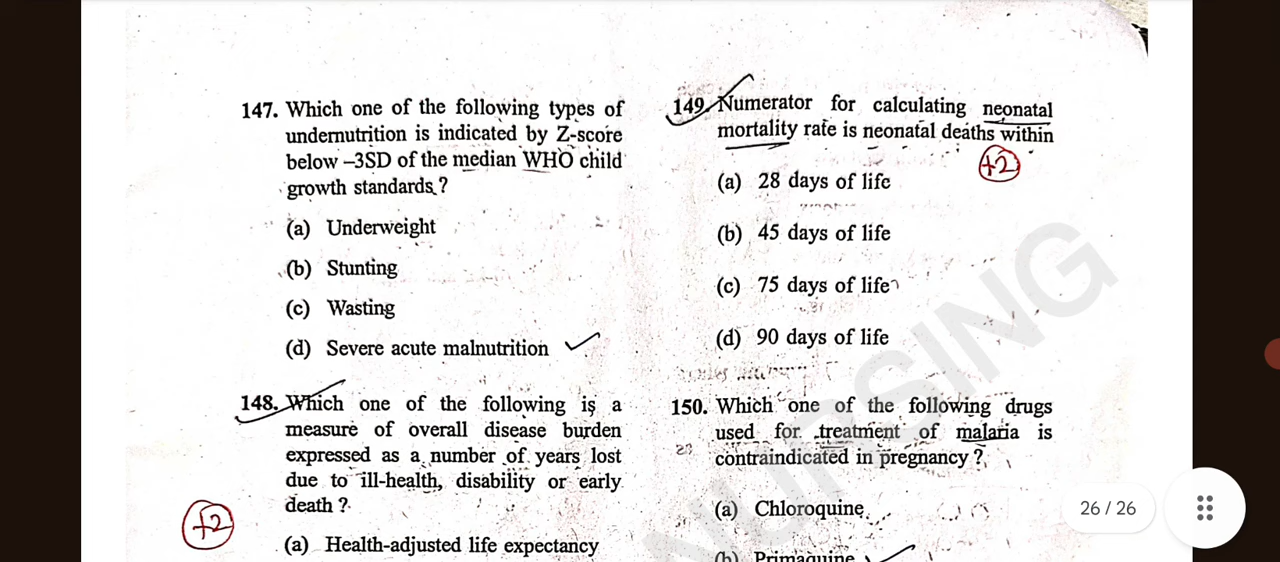 147. Which one of the following types of
undernutrition is indicated by Z-score
below –3SD of the median WHO child
growth standards ?
(a) Underweight
(b) Stunting
(c) Wasting
(d) Severe acute malnutrition
148. Which one of the following is a
measure of overall disease burden
expressed as a number of years lost
due to ill-health, disability or early
death ?
+2
(a) Health-adjusted life expectancy
149. Numerator for calculating neonatal
mortality rate is neonatal deaths within
+2
(a) 28 days of life
(b) 45 days of life
(c) 75 days of life
(d) 90 days of life
150. Which one of the following drugs
used for treatment of malaria is
contraindicated in pregnancy ?
(a) Chloroquine
(b) Primaquine
NURSING
26 / 26